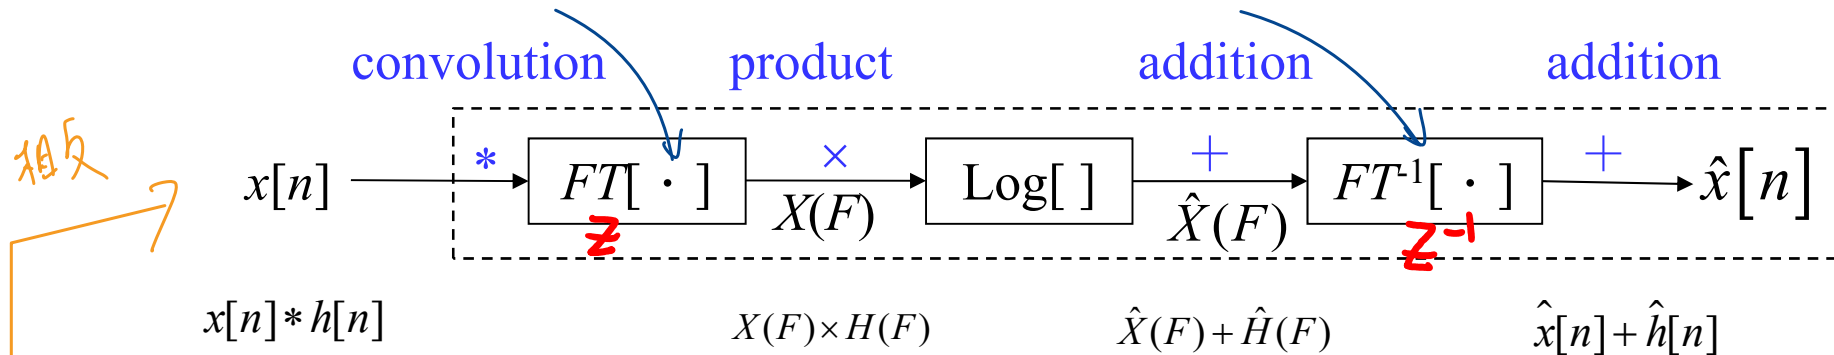 convolution product addition addition
相反
x[n] * FT[ · ] × Log[ ] + FT⁻¹[ · ] + x̂[n]
X(F) X̂(F)
Z Z⁻¹
x[n] * h[n] X(F) × H(F) X̂(F) + Ĥ(F) x̂[n] + ĥ[n]